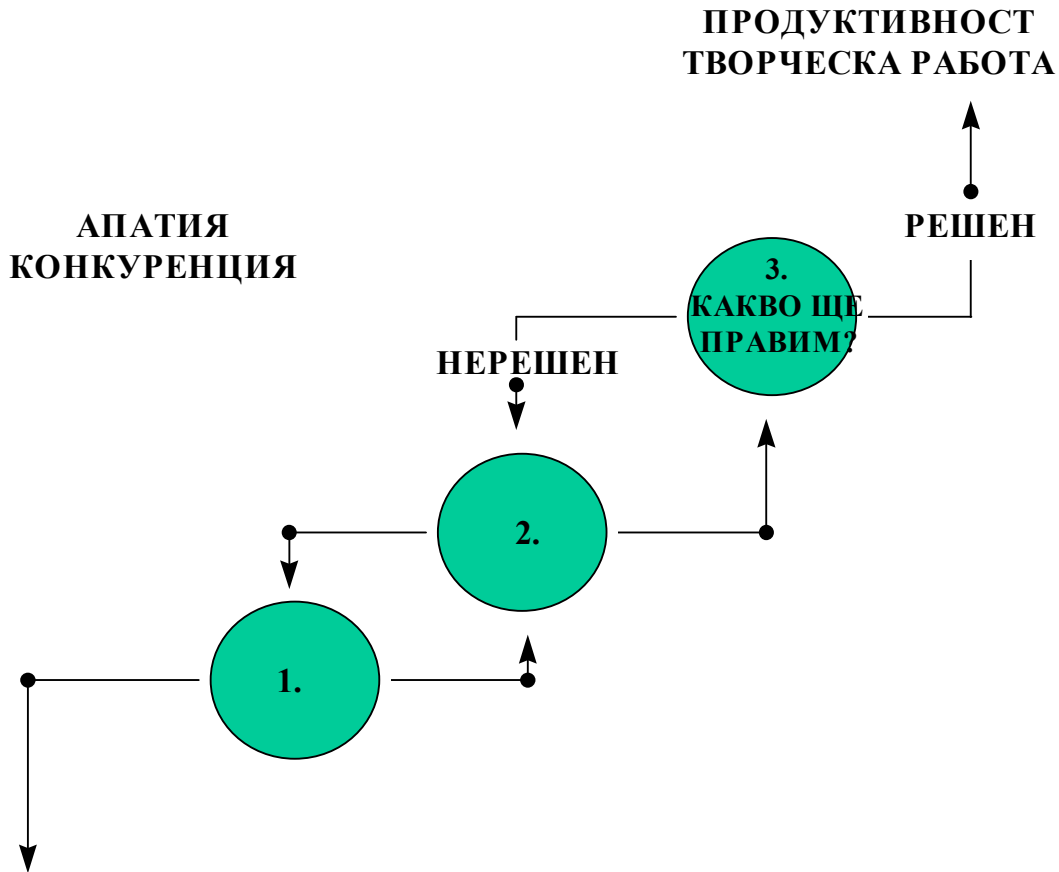 ПРОДУКТИВНОСТ
ТВОРЧЕСКА РАБОТА
АПАТИЯ
КОНКУРЕНЦИЯ
РЕШЕН
3.
КАКВО ЩЕ
ПРАВИМ?
НЕРЕШЕН
2.
1.